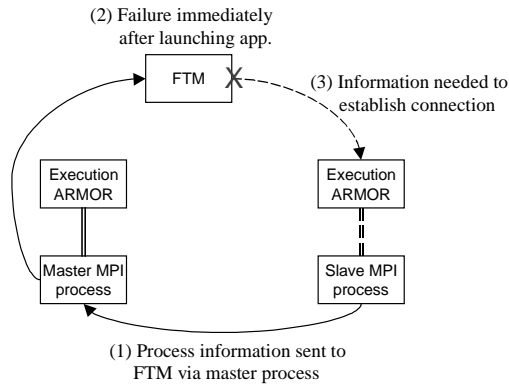 (2) Failure immediately
after launching app.
FTM
(3) Information needed to
establish connection
Execution
ARMOR
Execution
ARMOR
Master MPI
process
Slave MPI
process
(1) Process information sent to
FTM via master process